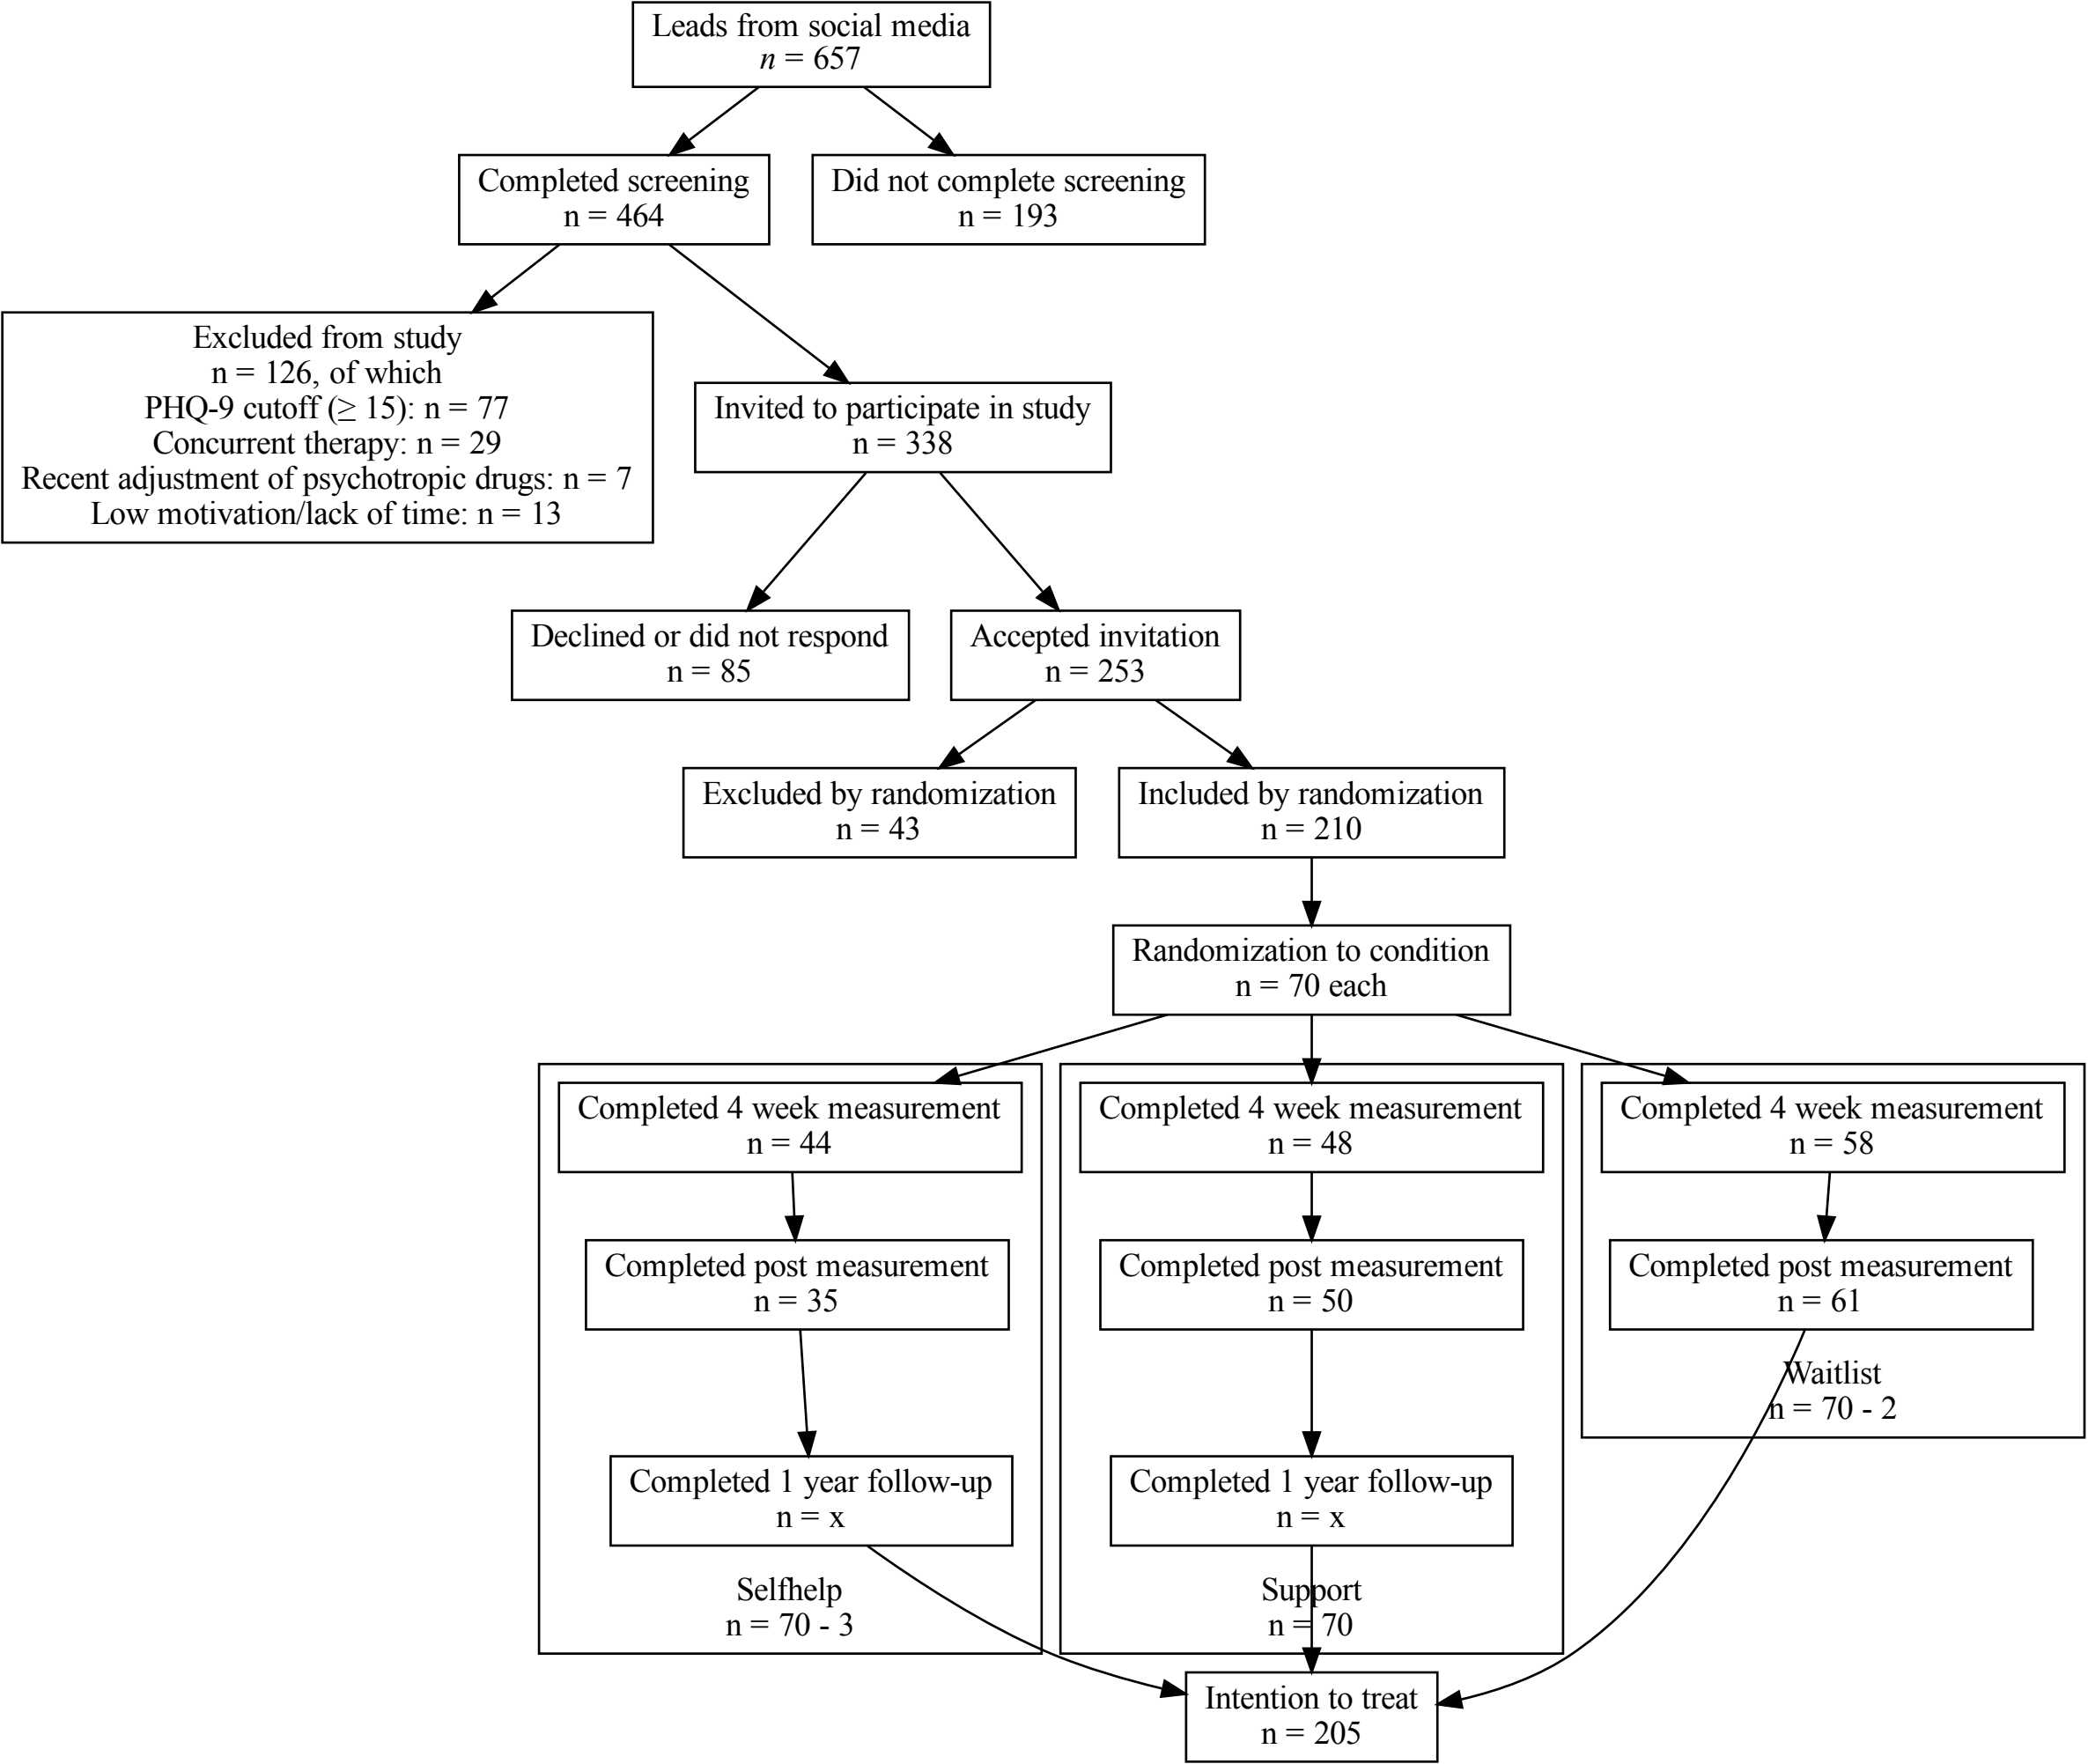 Leads from social media
n = 657
Completed screening
n = 464
Did not complete screening
n = 193
Excluded from study
n = 126, of which
PHQ-9 cutoff (≥ 15): n = 77
Concurrent therapy: n = 29
Recent adjustment of psychotropic drugs: n = 7
Low motivation/lack of time: n = 13
Invited to participate in study
n = 338
Declined or did not respond
n = 85
Accepted invitation
n = 253
Excluded by randomization
n = 43
Included by randomization
n = 210
Randomization to condition
n = 70 each
Completed 4 week measurement
n = 44
Completed post measurement
n = 35
Completed 1 year follow-up
n = x
Selfhelp
n = 70 - 3
Completed 4 week measurement
n = 48
Completed post measurement
n = 50
Completed 1 year follow-up
n = x
Support
n = 70
Completed 4 week measurement
n = 58
Completed post measurement
n = 61
Waitlist
n = 70 - 2
Intention to treat
n = 205